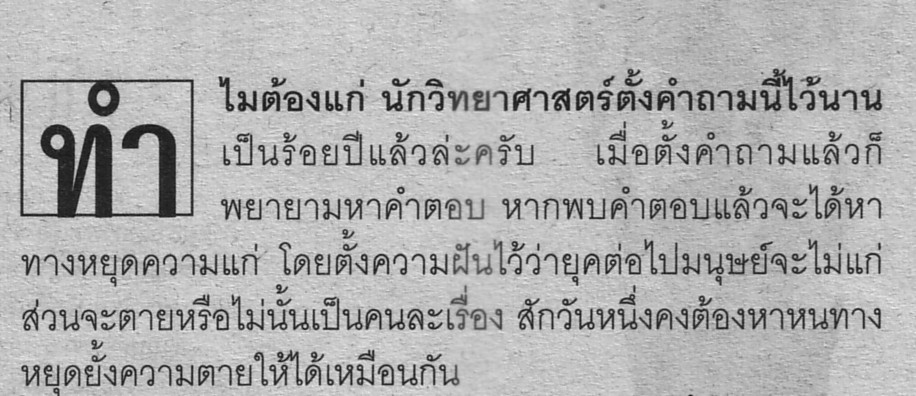 ทำไมต้องแก่ นักวิทยาศาสตร์ตั้งคำถามนี้ไว้นาน
เป็นร้อยปีแล้วล่ะครับ เมื่อตั้งคำถามแล้วก็
พยายามหาคำตอบ หากพบคำตอบแล้วจะได้หา
ทางหยุดความแก่ โดยตั้งความฝันไว้ว่ายุคต่อไปมนุษย์จะไม่แก่
ส่วนจะตายหรือไม่นั้นเป็นคนละเรื่อง สักวันหนึ่งคงต้องหาหนทาง
หยุดยั้งความตายให้ได้เหมือนกัน